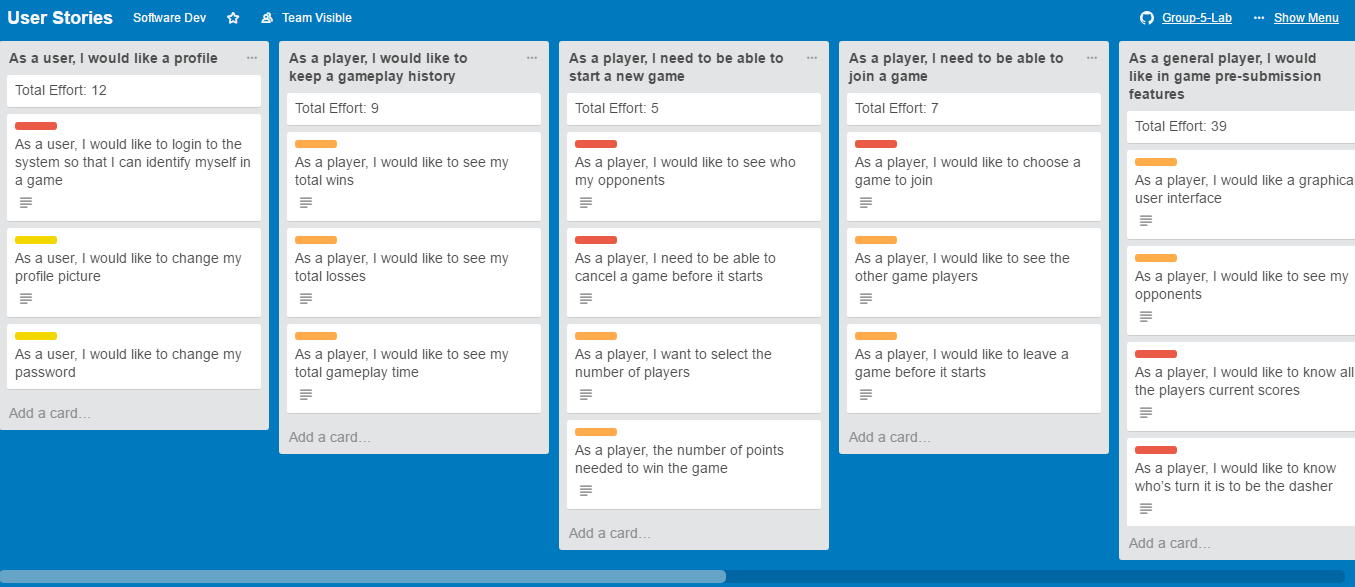 User Stories
Software Dev
Team Visible
Group-5-Lab
Show Menu
As a user, I would like a profile
Total Effort: 12
As a user, I would like to login to the
system so that I can identify myself in
a game
As a user, I would like to change my
profile picture
As a user, I would like to change my
password
Add a card…
As a player, I would like to
keep a gameplay history
Total Effort: 9
As a player, I would like to see my
total wins
As a player, I would like to see my
total losses
As a player, I would like to see my
total gameplay time
Add a card…
As a player, I need to be able to
start a new game
Total Effort: 5
As a player, I would like to see who
my opponents
As a player, I need to be able to
cancel a game before it starts
As a player, I want to select the
number of players
As a player, the number of points
needed to win the game
Add a card…
As a player, I need to be able to
join a game
Total Effort: 7
As a player, I would like to choose a
game to join
As a player, I would like to see the
other game players
As a player, I would like to leave a
game before it starts
Add a card…
As a general player, I would
like in game pre-submission
features
Total Effort: 39
As a player, I would like a graphica
user interface
As a player, I would like to see my
opponents
As a player, I would like to know all
the players current scores
As a player, I would like to know
who’s turn it is to be the dasher
Add a card…